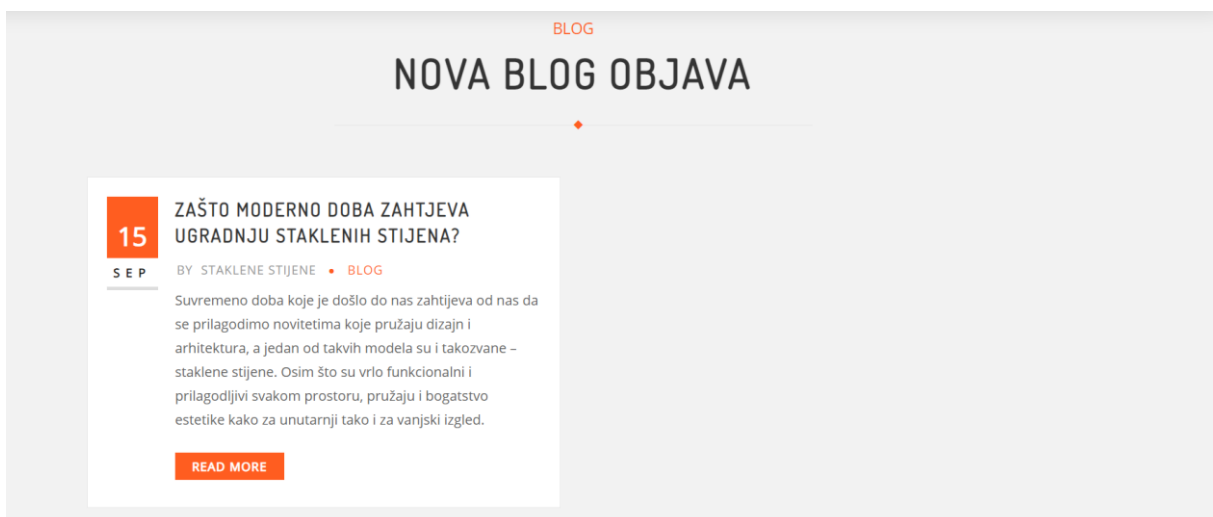 BLOG
NOVA BLOG OBJAVA
15
SEP
ZAŠTO MODERNO DOBA ZAHTJEVA
UGRADNJU STAKLENIH STIJENA?
BY STAKLENE STIJENE • BLOG
Suvremeno doba koje je došlo do nas zahtijeva od nas da
se prilagodimo novitetima koje pružaju dizajn i
arhitektura, a jedan od takvih modela su i takozvane –
staklene stijene. Osim što su vrlo funkcionalni i
prilagodljivi svakom prostoru, pružaju i bogatstvo
estetike kako za unutarnji tako i za vanjski izgled.
READ MORE